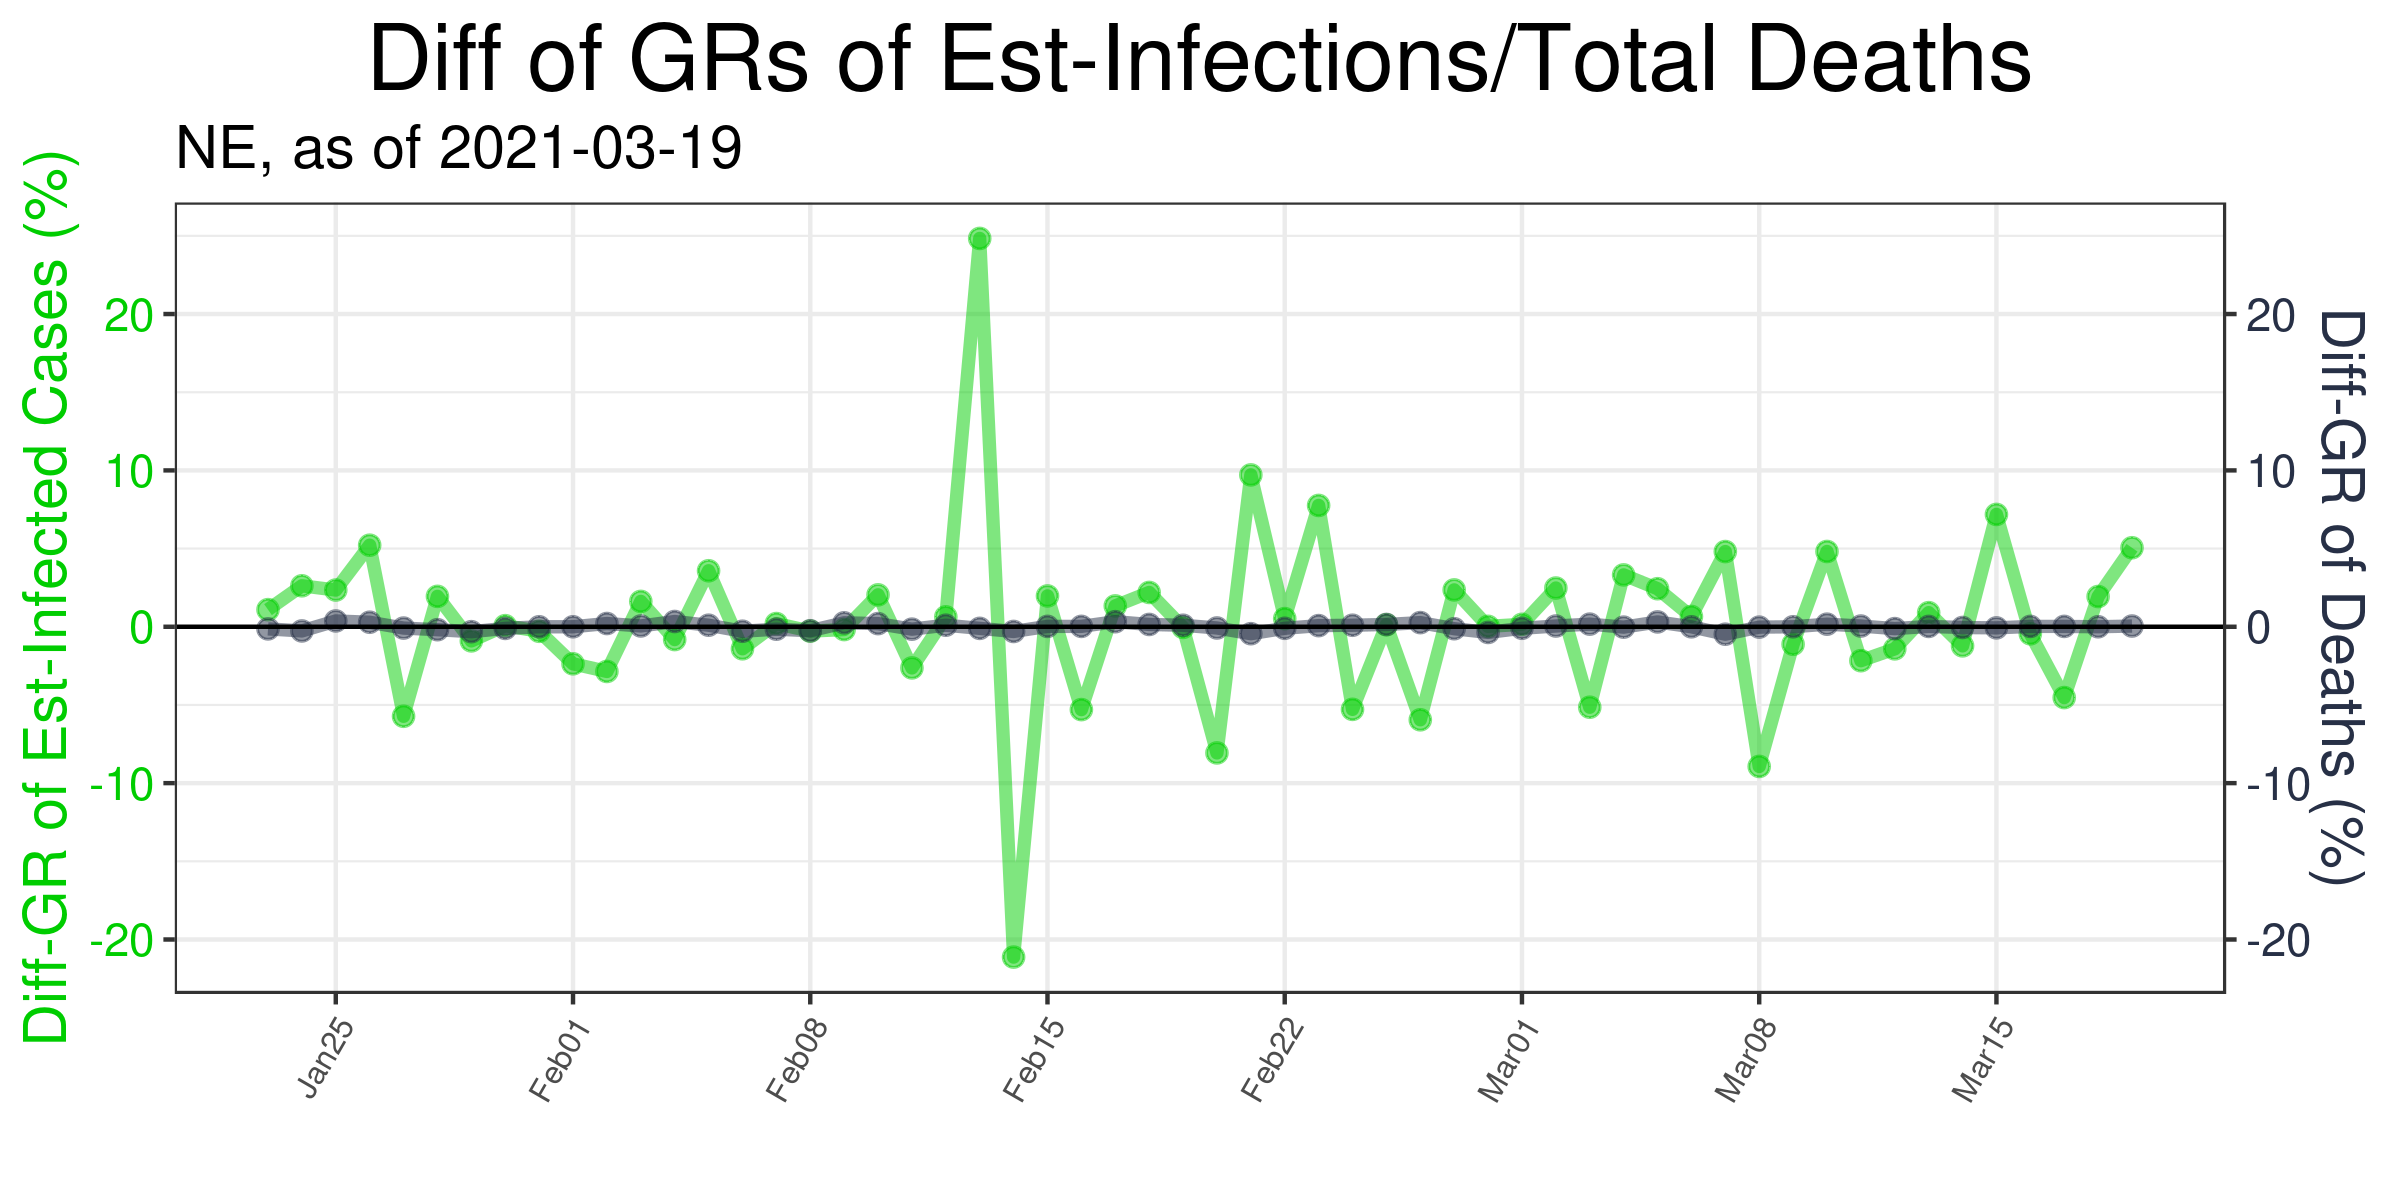 Diff of GRs of Est-Infections/Total Deaths
NE, as of 2021-03-19
Diff-GR of Est-Infected Cases (%)
20
10
0
-10
-20
20
10
0
-10
-20
Diff-GR of Deaths (%)
Jan25
Feb01
Feb08
Feb15
Feb22
Mar01
Mar08
Mar15